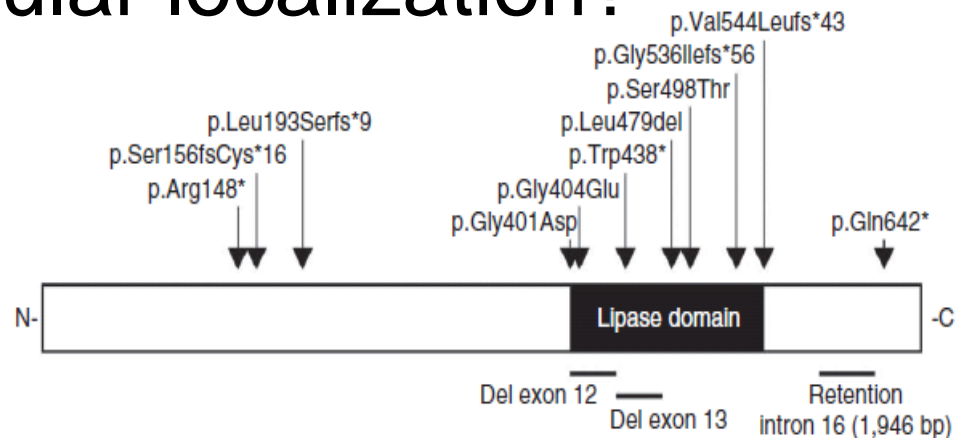 p.Val544Leufs*43
p.Gly536Ilefs*56
p.Ser498Thr
p.Leu193Serfs*9
p.Leu479del
p.Ser156fsCys*16
p.Trp438*
p.Arg148*
p.Gly404Glu
p.Gly401Asp
p.Gln642*
N-
Lipase domain
-C
Del exon 12
Del exon 13
Retention
intron 16 (1,946 bp)